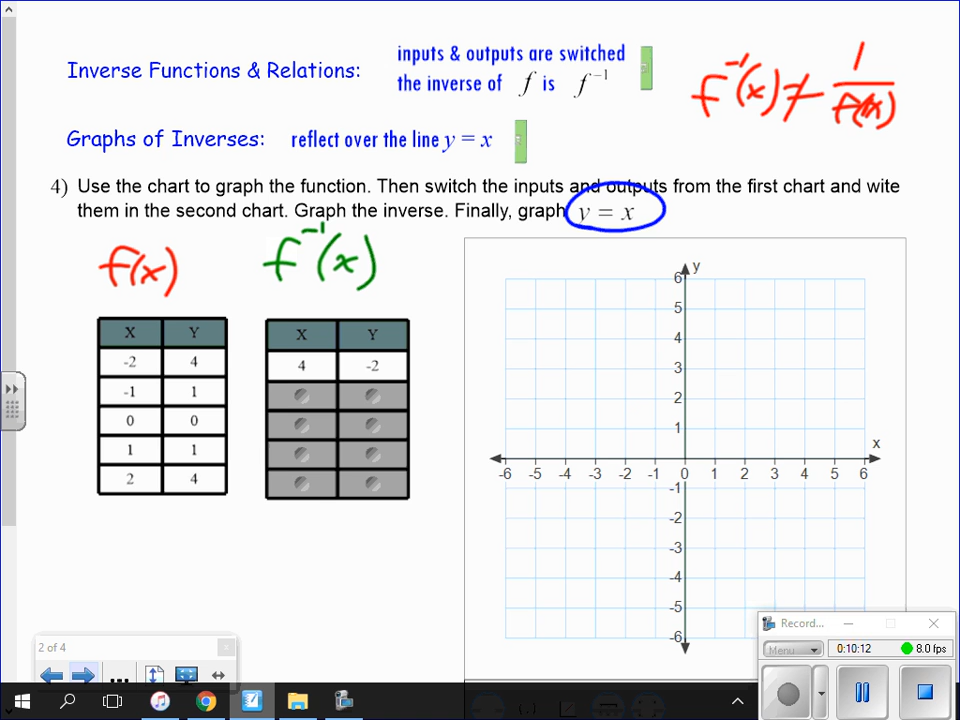 Inverse Functions & Relations:
inputs & outputs are switched
the inverse of f is f⁻¹
f⁻¹(x) ≠ 1/f(x)
Graphs of Inverses: reflect over the line y = x
4) Use the chart to graph the function. Then switch the inputs and outputs from the first chart and wite
them in the second chart. Graph the inverse. Finally, graph y = x
f(x)
f⁻¹(x)
X Y
-2 4
-1 1
0 0
1 1
2 4
X Y
4 -2
y
6
5
4
3
2
1
x
-6 -5 -4 -3 -2 -1 0 1 2 3 4 5 6
-1
-2
-3
-4
-5
-6
2 of 4
Record...
Menu
0:10:12
8.0 fps